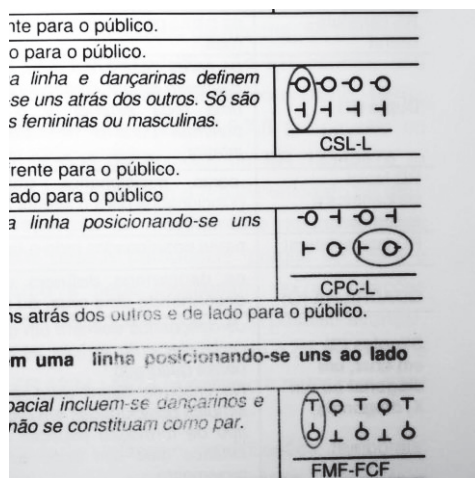 nte para o público.
o para o público.
a linha e dançarinas definem
-se uns atrás dos outros. Só são
s femininas ou masculinas.
CSL-L
rente para o público.
ado para o público
a linha posicionando-se uns
CPC-L
ns atrás dos outros e de lado para o público.
m uma linha posicionando-se uns ao lado
pacial incluem-se dançarinos e
não se constituam como par.
FMF-FCF